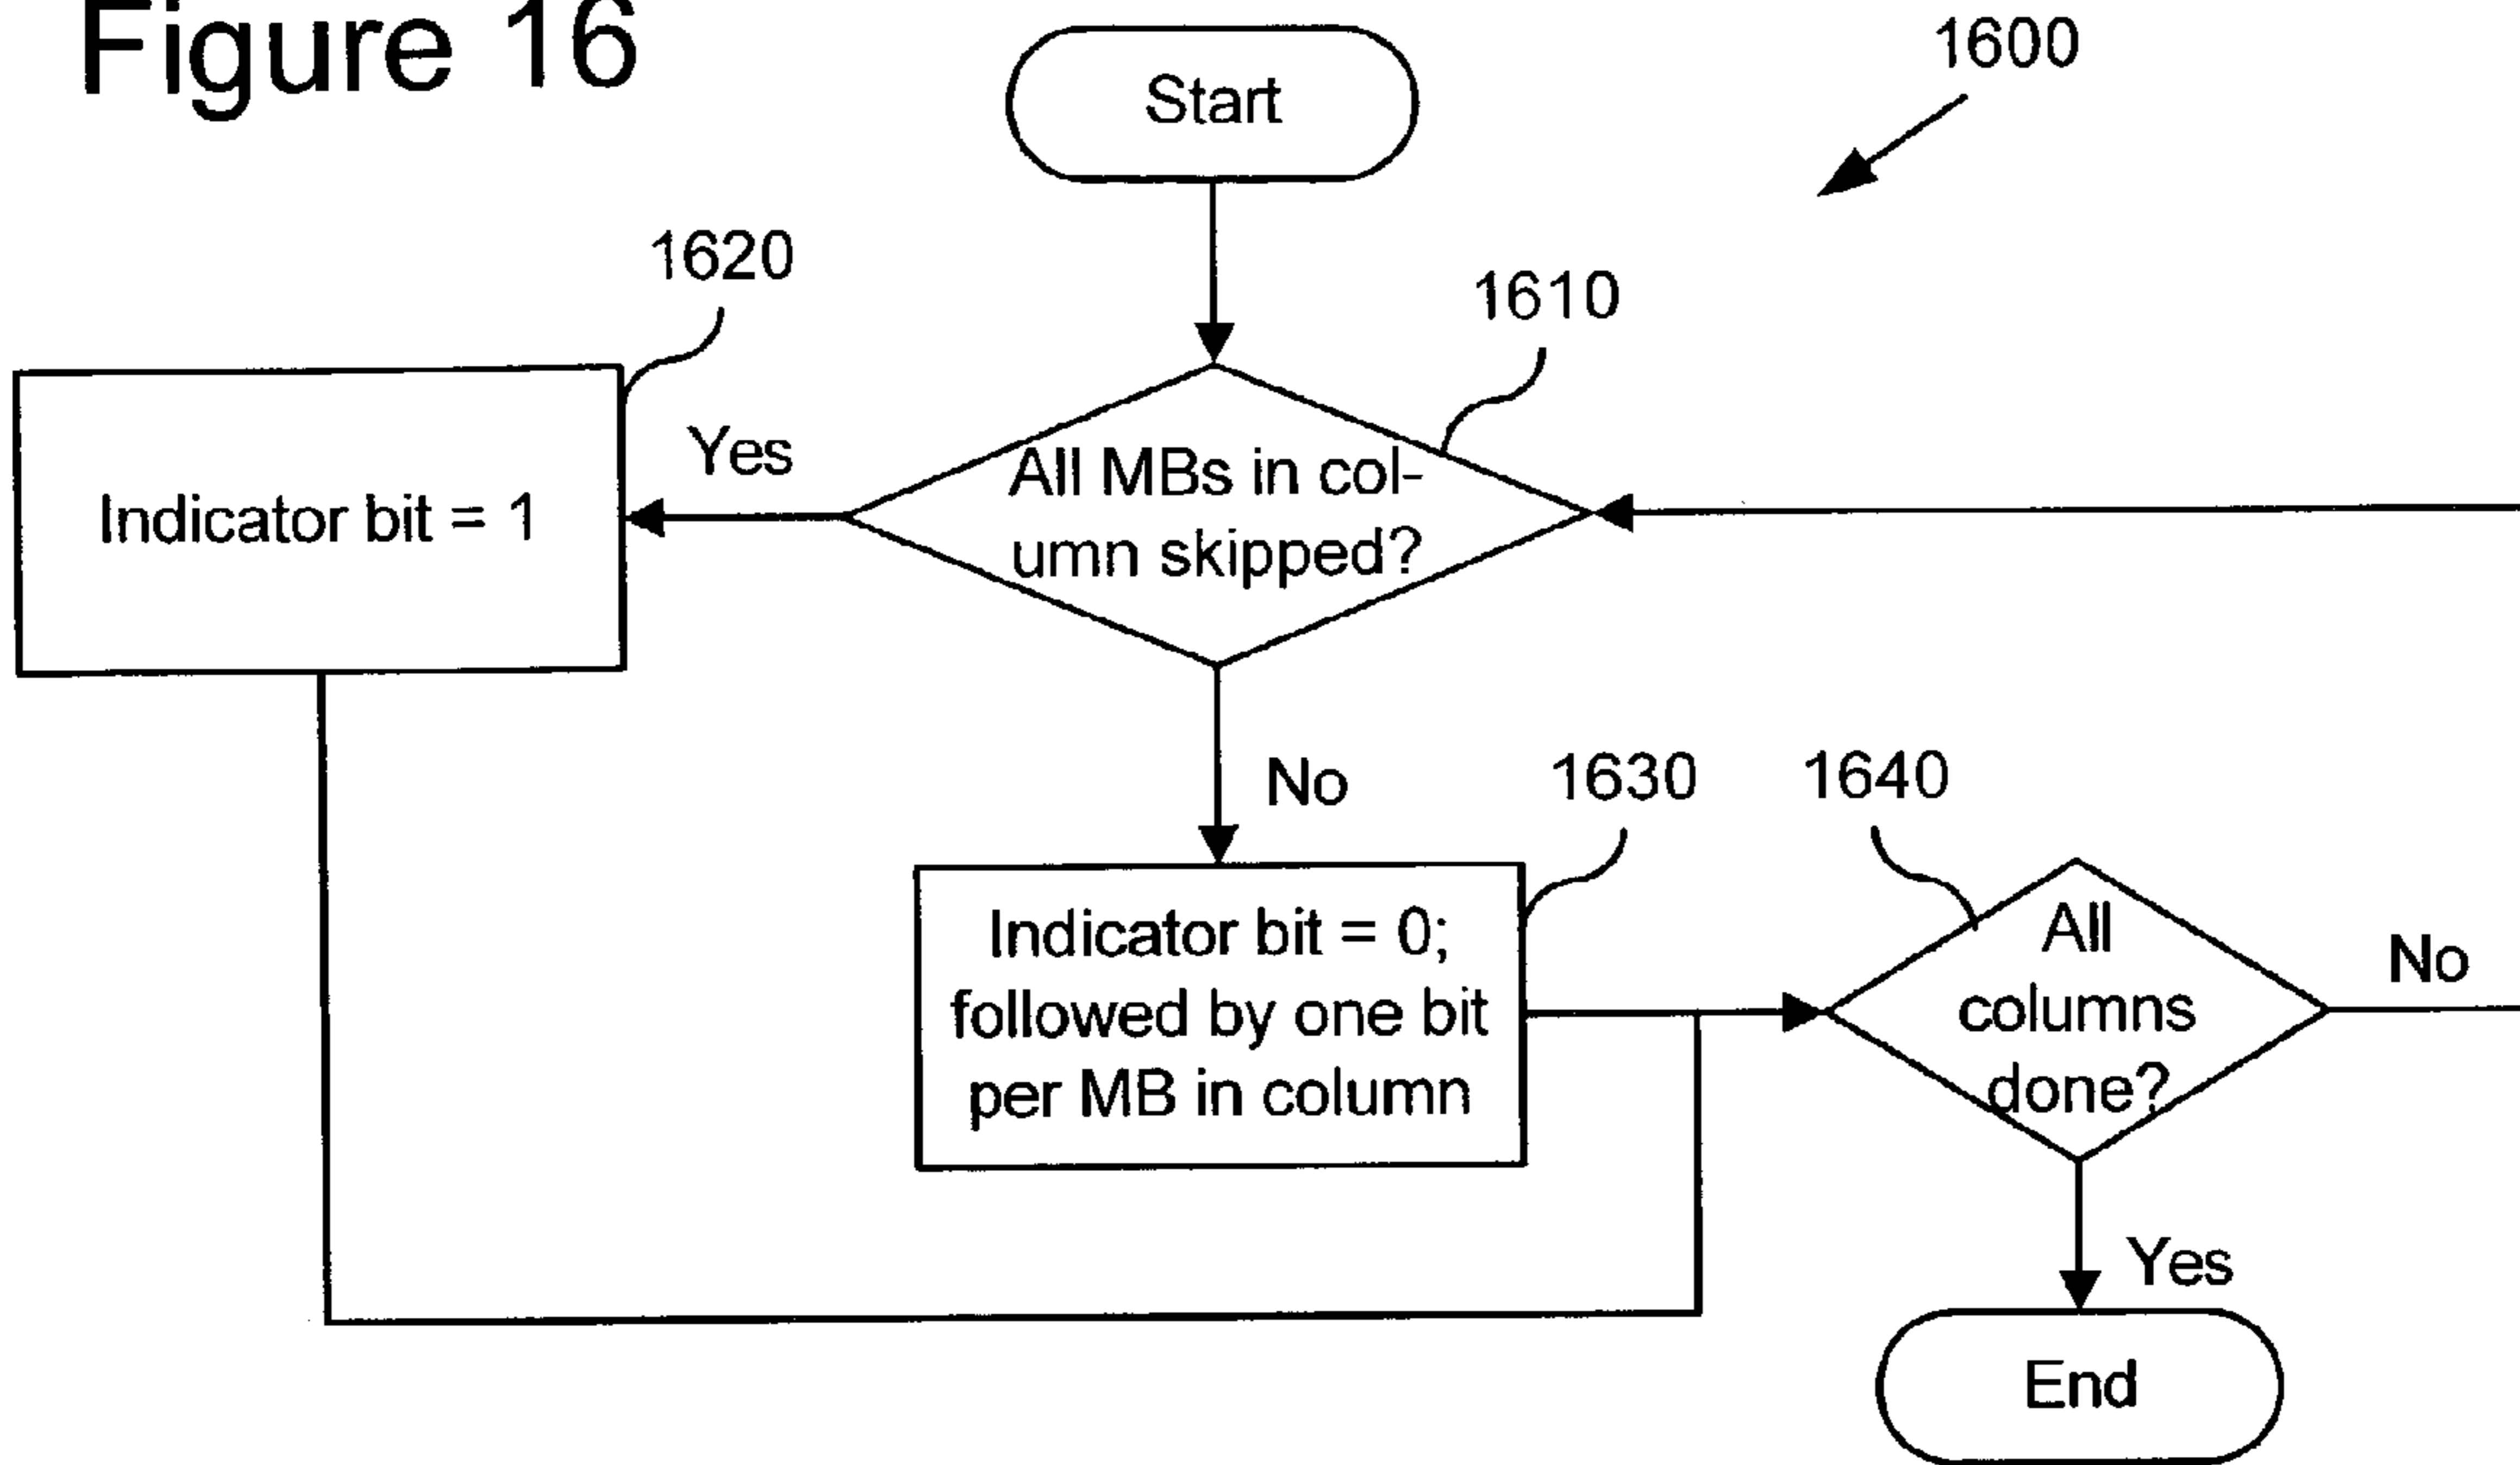 Figure 16
Start
1600
1620
1610
Yes
All MBs in col-
umn skipped?
Indicator bit = 1
No
1630
1640
Indicator bit = 0;
followed by one bit
per MB in column
All
columns
done?
No
Yes
End